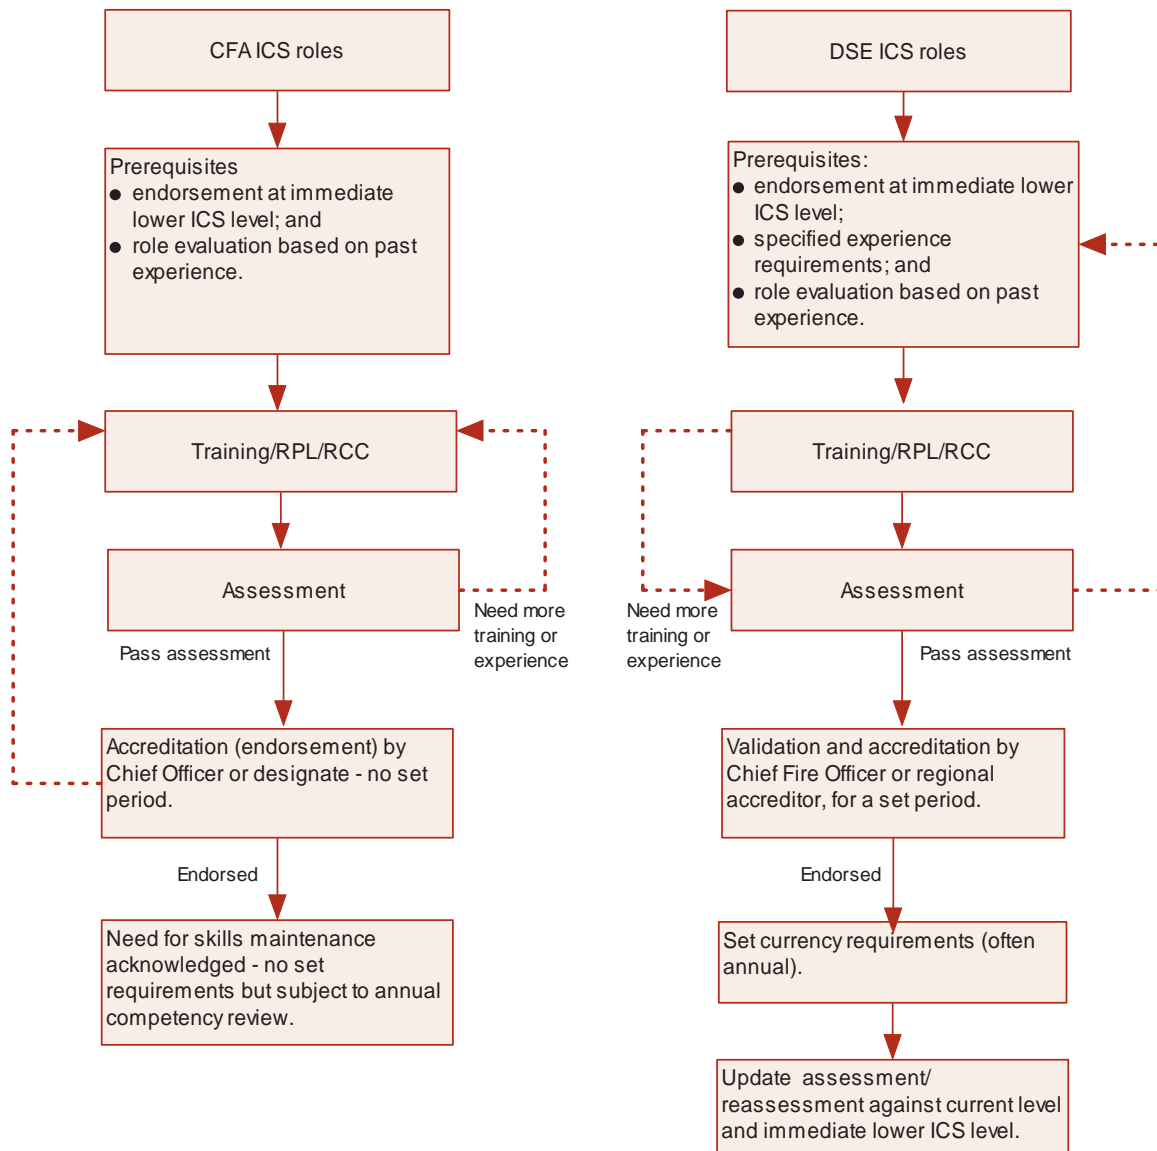 CFA ICS roles
Prerequisites
● endorsement at immediate
lower ICS level; and
● role evaluation based on past
experience.
Training/RPL/RCC
Assessment
Need more
training or
experience
Pass assessment
Accreditation (endorsement) by
Chief Officer or designate - no set
period.
Endorsed
Need for skills maintenance
acknowledged - no set
requirements but subject to annual
competency review.
DSE ICS roles
Prerequisites:
● endorsement at immediate lower
ICS level;
● specified experience
requirements; and
● role evaluation based on past
experience.
Training/RPL/RCC
Assessment
Need more
training or
experience
Pass assessment
Validation and accreditation by
Chief Fire Officer or regional
accreditor, for a set period.
Endorsed
Set currency requirements (often
annual).
Update assessment/
reassessment against current level
and immediate lower ICS level.